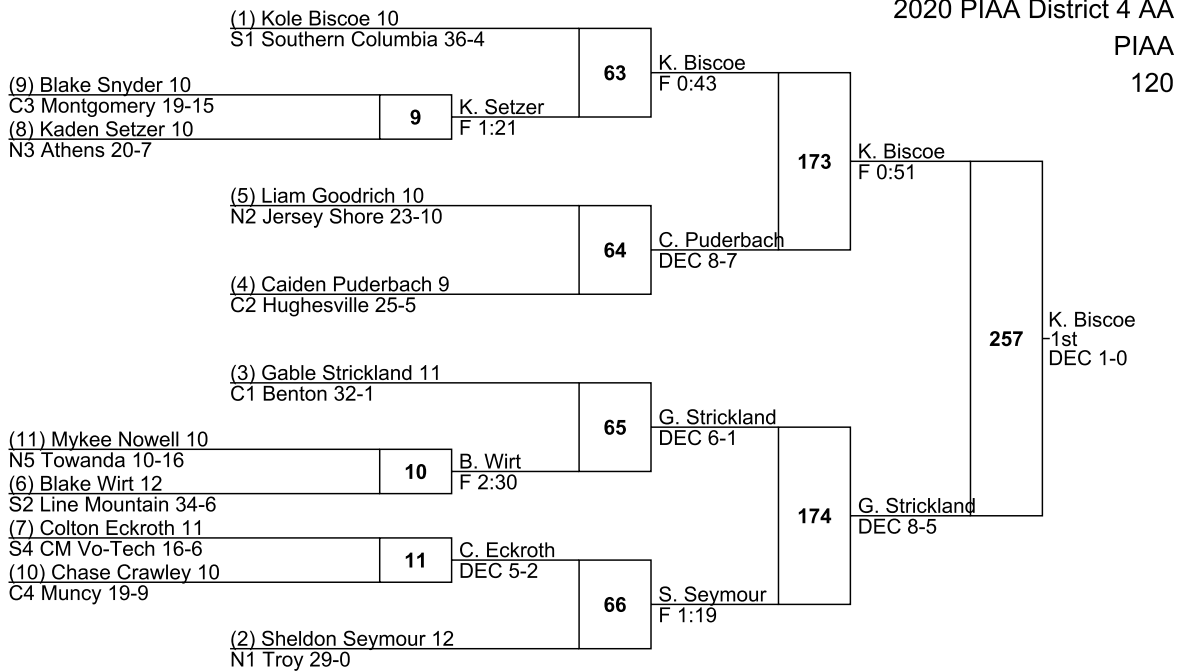 2020 PIAA District 4 AA
PIAA
120
(1) Kole Biscoe 10
S1 Southern Columbia 36-4
63
K. Biscoe
F 0:43
(9) Blake Snyder 10
C3 Montgomery 19-15
9
K. Setzer
F 1:21
(8) Kaden Setzer 10
N3 Athens 20-7
173
K. Biscoe
F 0:51
(5) Liam Goodrich 10
N2 Jersey Shore 23-10
64
C. Puderbach
DEC 8-7
(4) Caiden Puderbach 9
C2 Hughesville 25-5
257
K. Biscoe
1st
DEC 1-0
(3) Gable Strickland 11
C1 Benton 32-1
65
G. Strickland
DEC 6-1
(11) Mykee Nowell 10
N5 Towanda 10-16
10
B. Wirt
F 2:30
(6) Blake Wirt 12
S2 Line Mountain 34-6
174
G. Strickland
DEC 8-5
(7) Colton Eckroth 11
S4 CM Vo-Tech 16-6
11
C. Eckroth
DEC 5-2
(10) Chase Crawley 10
C4 Muncy 19-9
66
S. Seymour
F 1:19
(2) Sheldon Seymour 12
N1 Troy 29-0